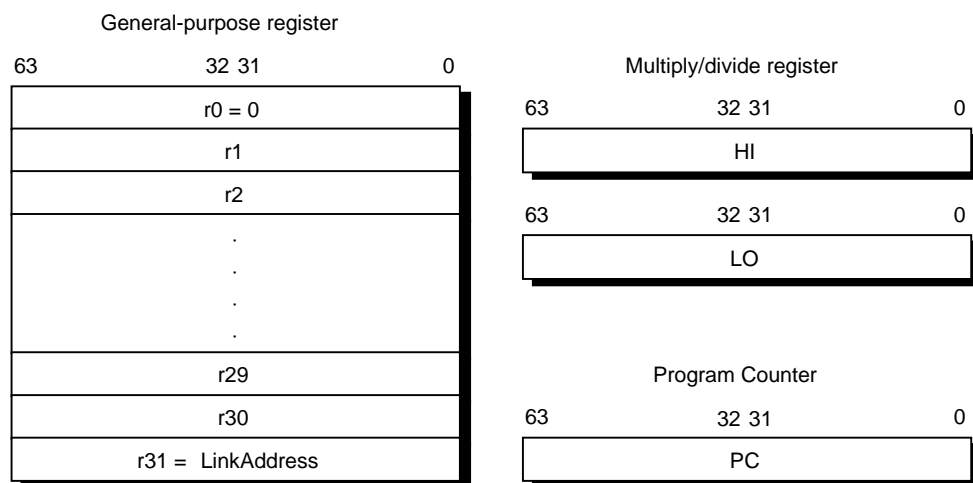 General-purpose register
63 32 31 0
r0 = 0
r1
r2
.
.
.
.
r29
r30
r31 = LinkAddress
Multiply/divide register
63 32 31 0
HI
63 32 31 0
LO
Program Counter
63 32 31 0
PC